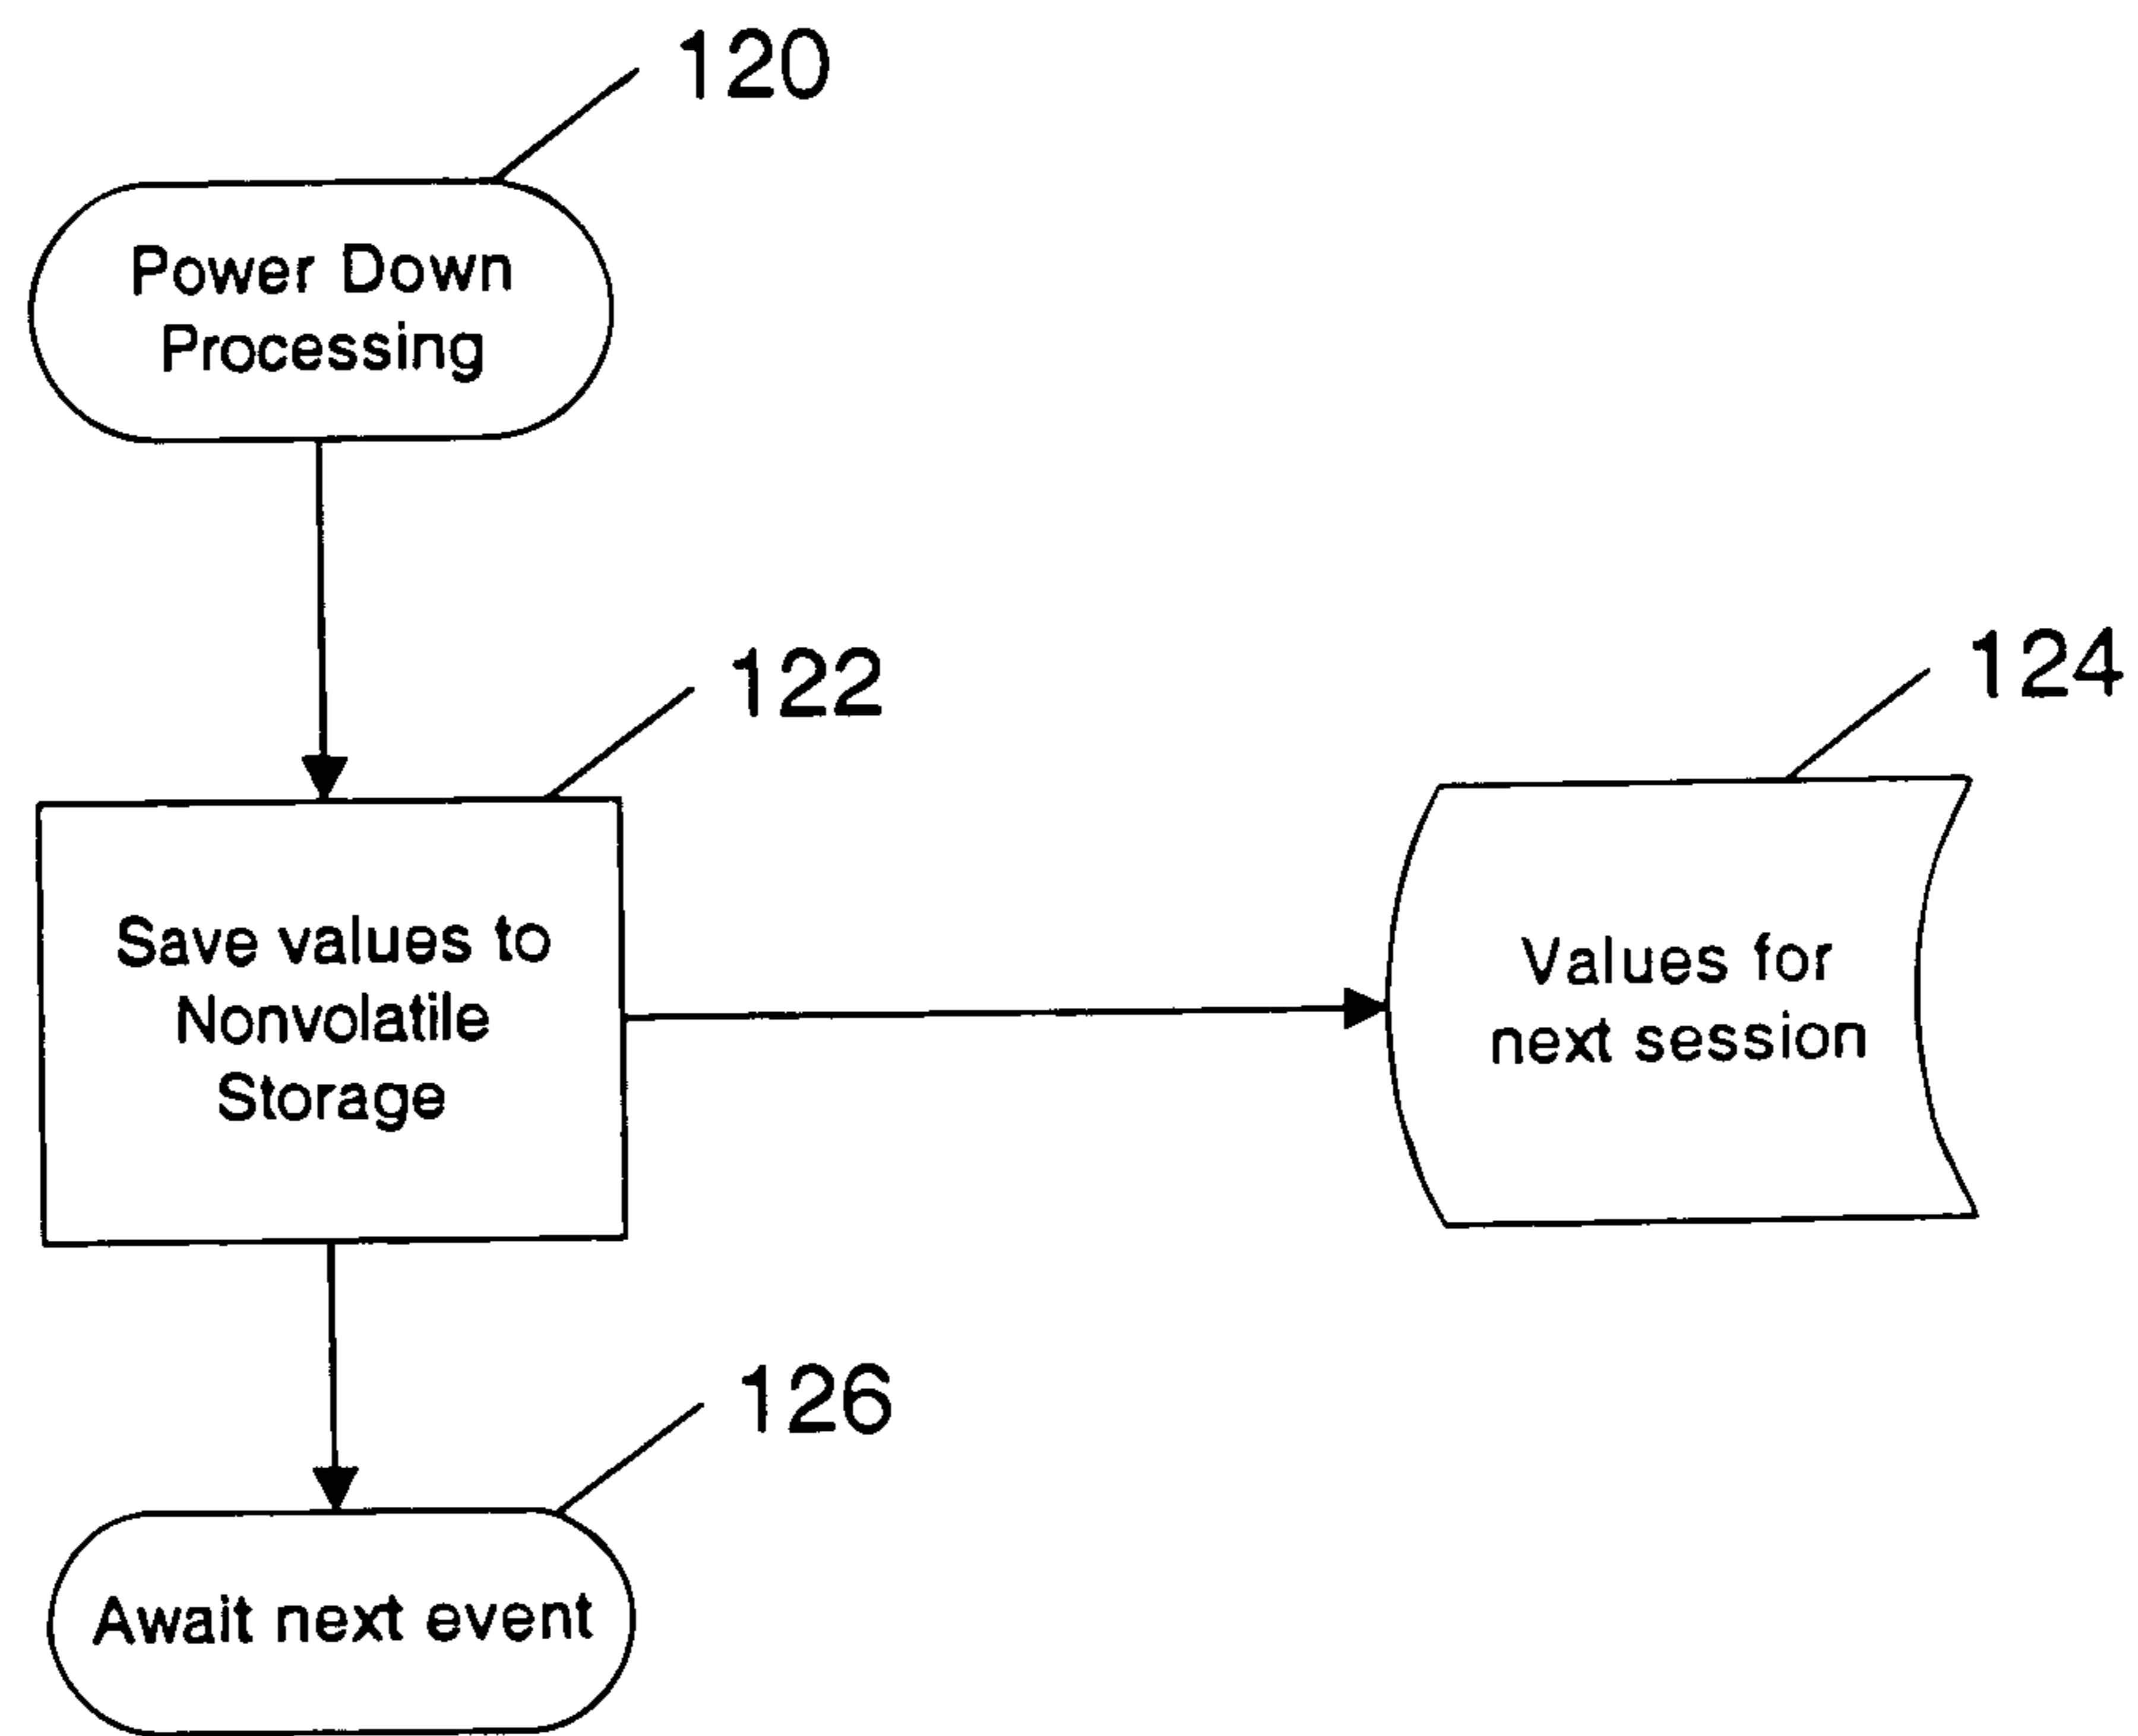 120
Power Down
Processing
122
124
Save values to
Nonvolatile
Storage
Values for
next session
126
Await next event